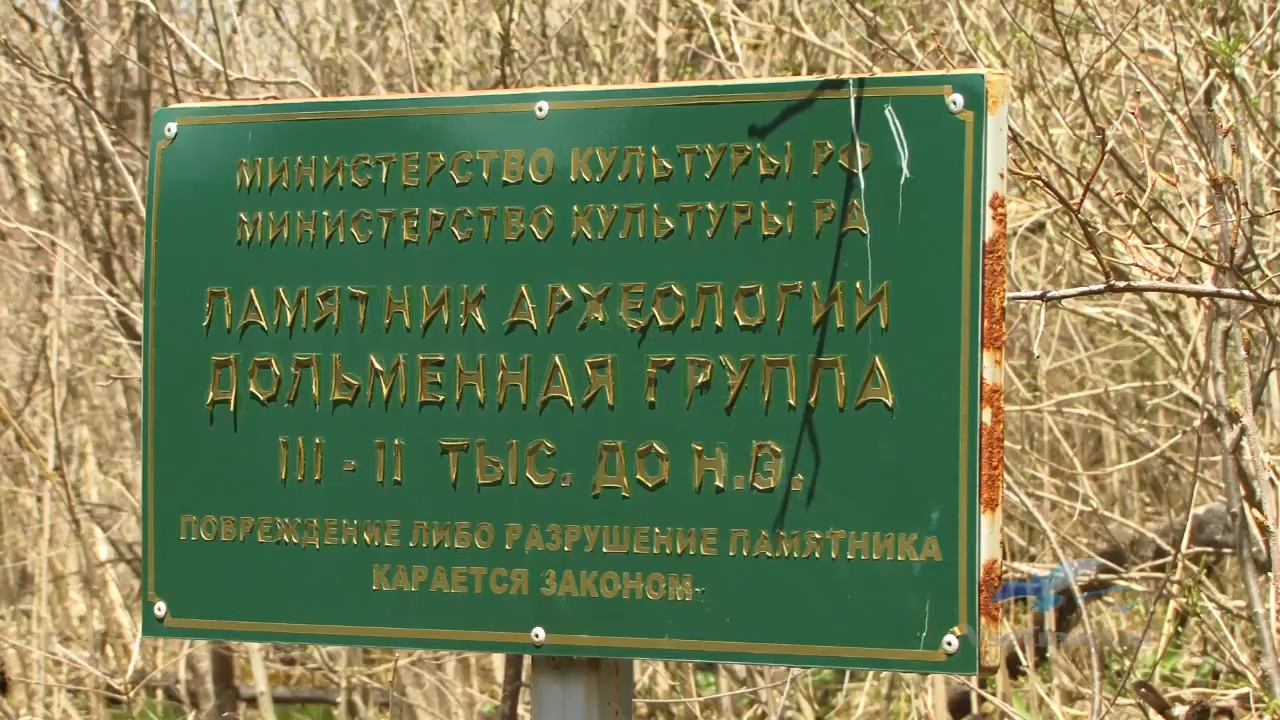 МИНИСТЕРСТВО КУЛЬТУРЫ РФ
МИНИСТЕРСТВО КУЛЬТУРЫ РА
ПАМЯТНИК АРХЕОЛОГИИ
ДОЛЬМЕННАЯ ГРУППА
III - II ТЫС. ДО Н.Э.
ПОВРЕЖДЕНИЕ ЛИБО РАЗРУШЕНИЕ ПАМЯТНИКА
КАРАЕТСЯ ЗАКОНОМ